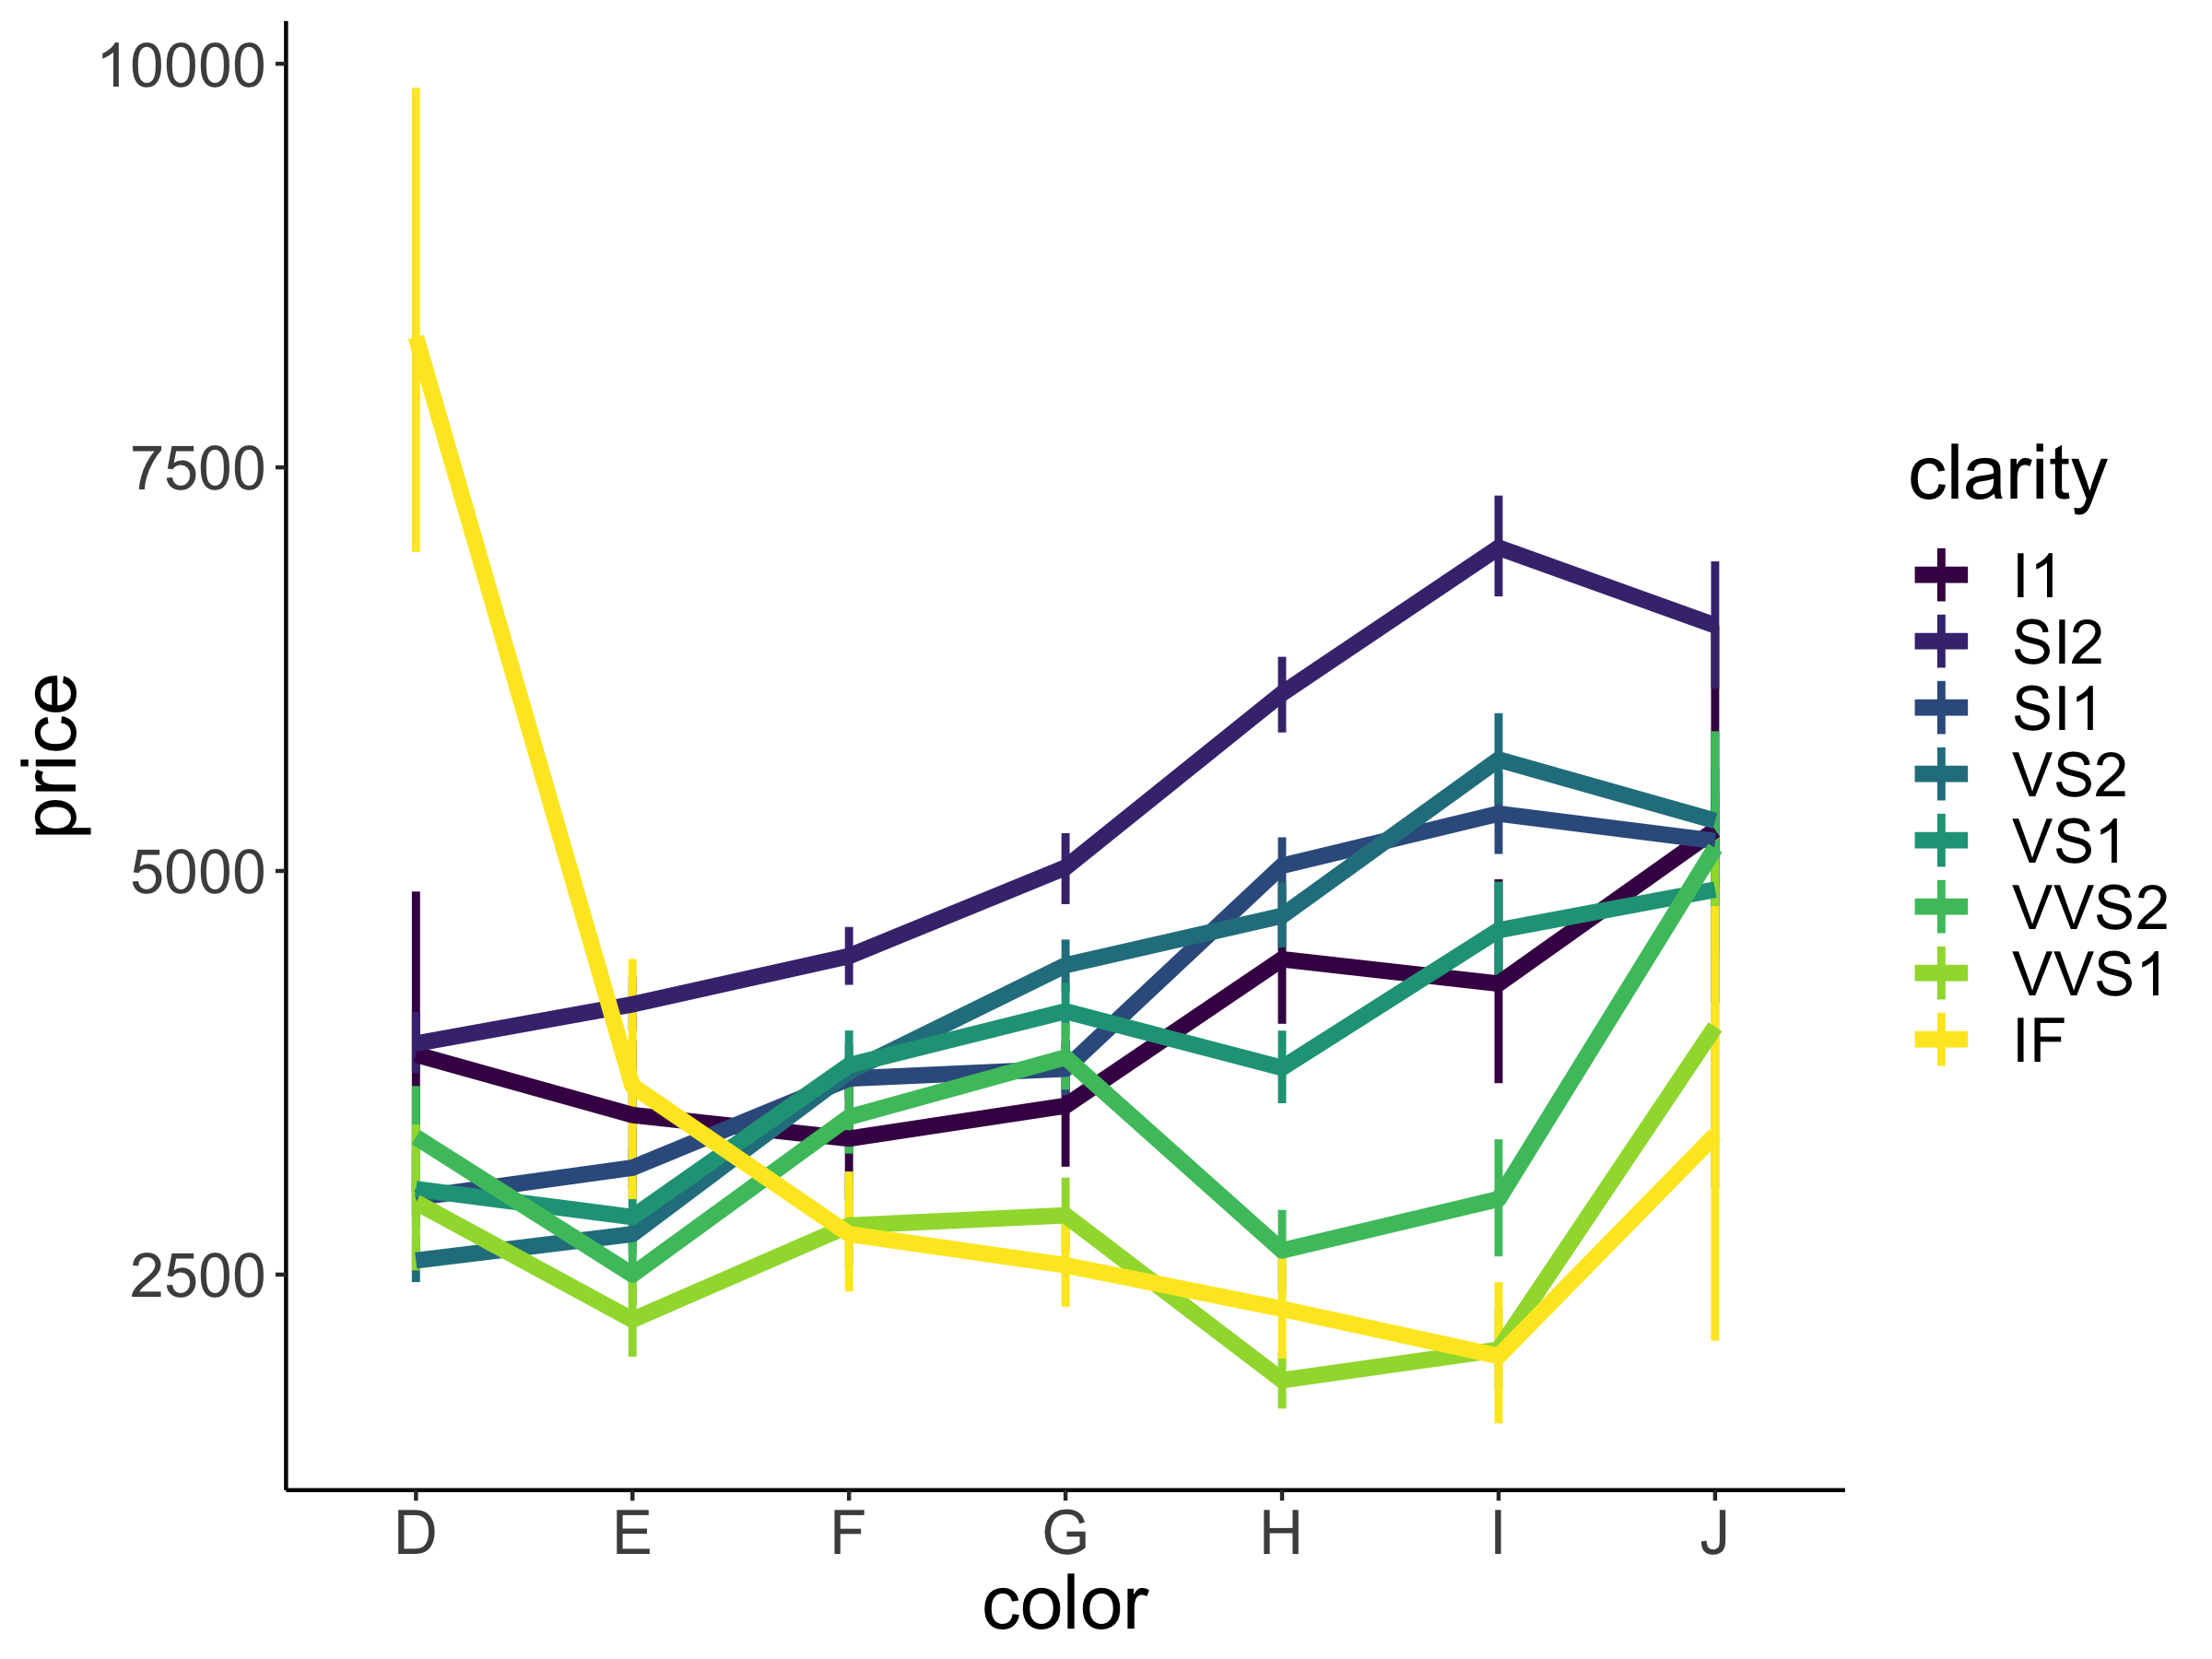 10000
7500
5000
2500
price
D E F G H I J
color
clarity
I1
SI2
SI1
VS2
VS1
VVS2
VVS1
IF